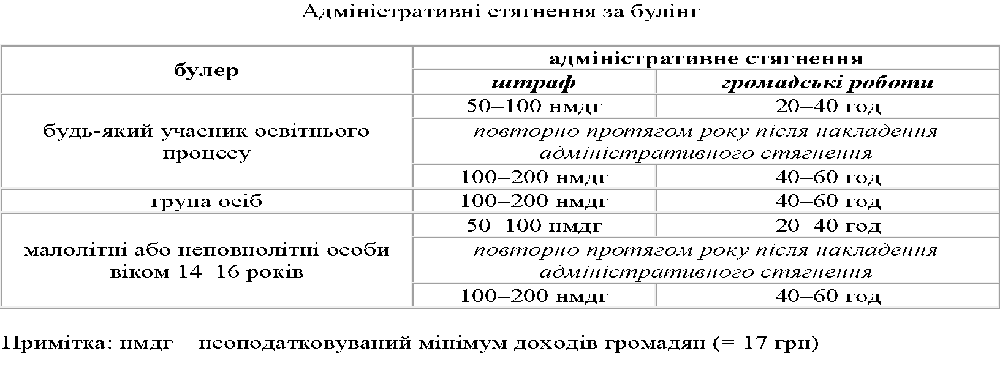 Адміністративні стягнення за булінг
булер
адміністративне стягнення
штраф
громадські роботи
будь-який учасник освітнього
процесу
50–100 нмдг
20–40 год
повторно протягом року після накладення
адміністративного стягнення
100–200 нмдг
40–60 год
група осіб
100–200 нмдг
40–60 год
малолітні або неповнолітні особи
віком 14–16 років
50–100 нмдг
20–40 год
повторно протягом року після накладення
адміністративного стягнення
100–200 нмдг
40–60 год
Примітка: нмдг – неоподатковуваний мінімум доходів громадян (= 17 грн)